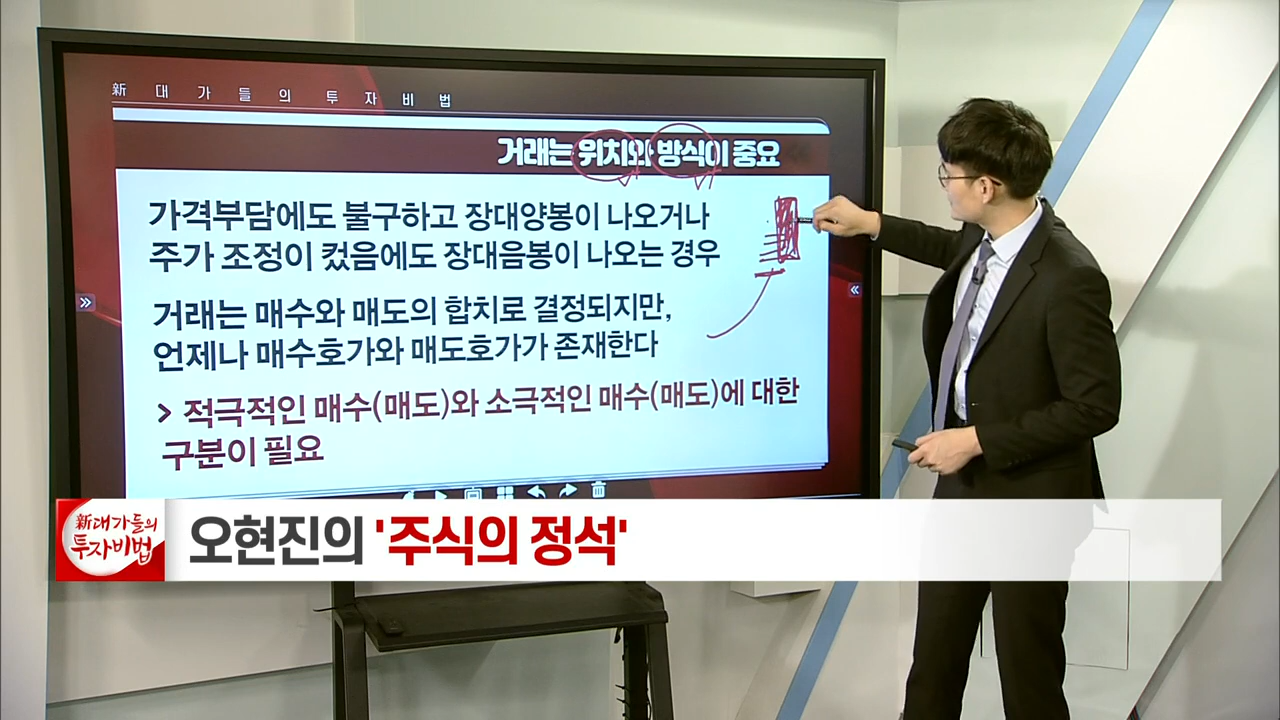 新 대 가 들 의 투 자 비 법
거래는 위치와 방식이 중요
가격부담에도 불구하고 장대양봉이 나오거나
주가 조정이 컸음에도 장대음봉이 나오는 경우
거래는 매수와 매도의 합치로 결정되지만,
언제나 매수호가와 매도호가가 존재한다
> 적극적인 매수(매도)와 소극적인 매수(매도)에 대한
구분이 필요
新대가들의
투자비법
오현진의 '주식의 정석'